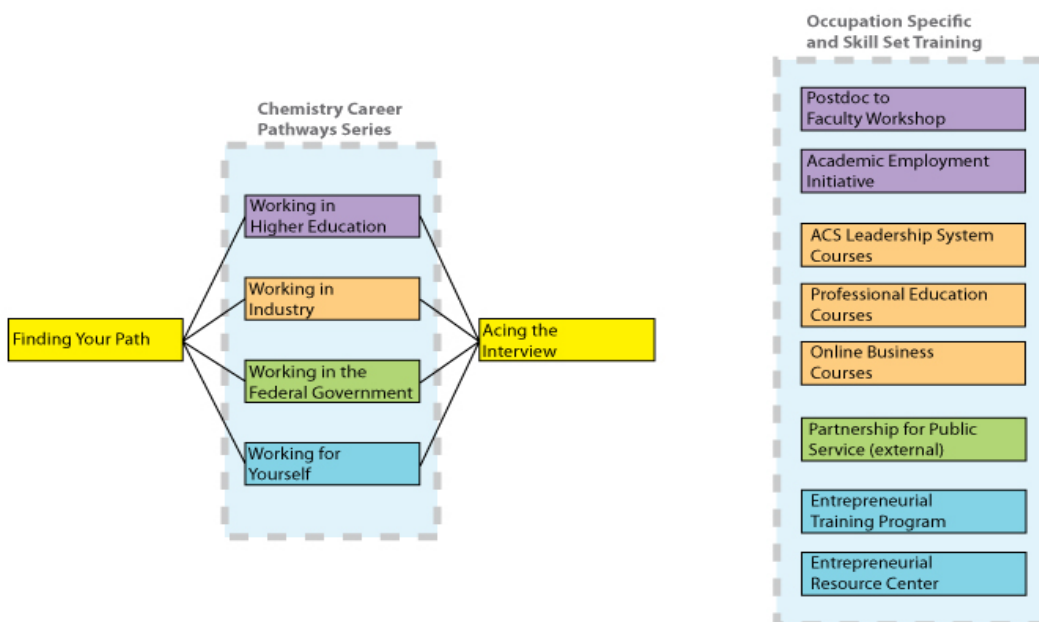 Chemistry Career
Pathways Series
Finding Your Path
Working in
Higher Education
Working in
Industry
Working in the
Federal Government
Working for
Yourself
Acing the
Interview
Occupation Specific
and Skill Set Training
Postdoc to
Faculty Workshop
Academic Employment
Initiative
ACS Leadership System
Courses
Professional Education
Courses
Online Business
Courses
Partnership for Public
Service (external)
Entrepreneurial
Training Program
Entrepreneurial
Resource Center